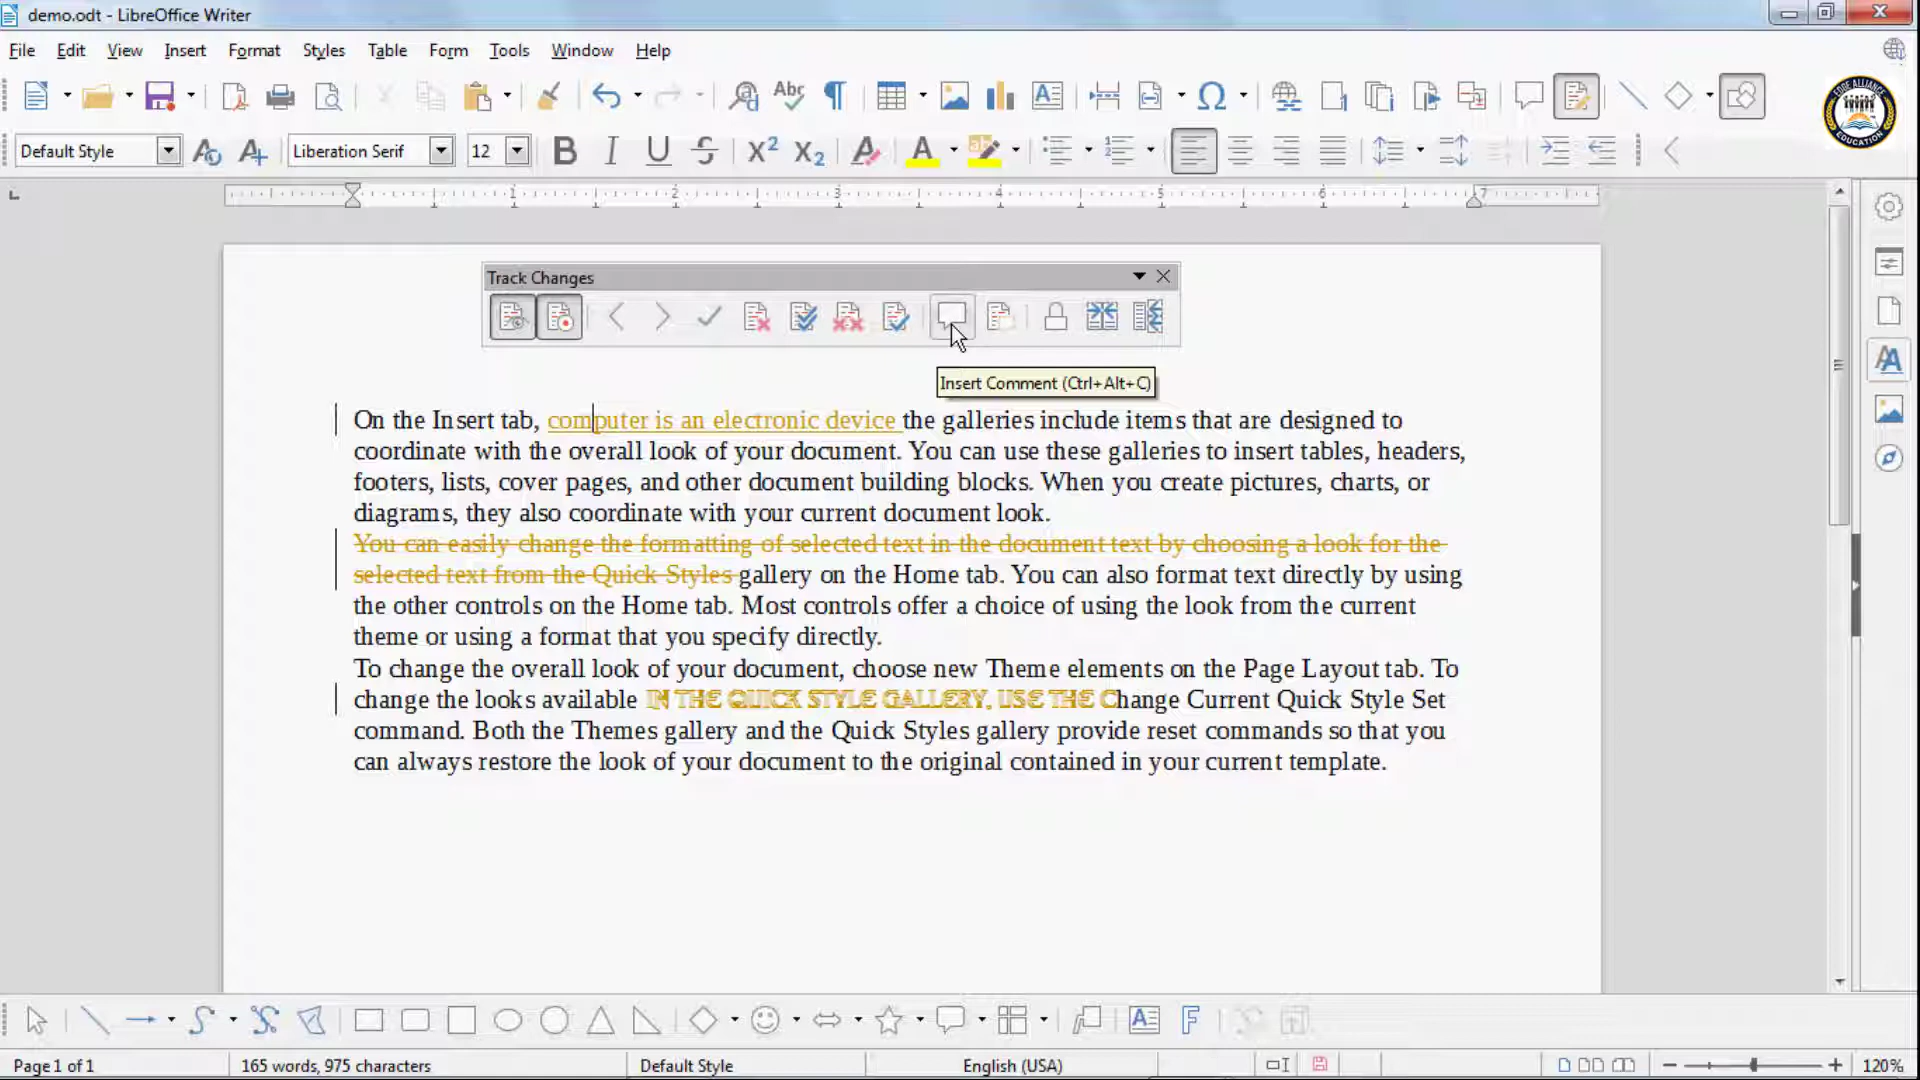 demo.odt - LibreOffice Writer
File Edit View Insert Format Styles Table Form Tools Window Help
Default Style Liberation Serif 12
1 2 3 4 5 6 7
Track Changes
Insert Comment (Ctrl+Alt+C)
On the Insert tab, computer is an electronic device the galleries include items that are designed to
coordinate with the overall look of your document. You can use these galleries to insert tables, headers,
footers, lists, cover pages, and other document building blocks. When you create pictures, charts, or
diagrams, they also coordinate with your current document look.
You can easily change the formatting of selected text in the document text by choosing a look for the
selected text from the Quick Styles gallery on the Home tab. You can also format text directly by using
the other controls on the Home tab. Most controls offer a choice of using the look from the current
theme or using a format that you specify directly.
To change the overall look of your document, choose new Theme elements on the Page Layout tab. To
change the looks available IN THE QUICK STYLE GALLERY, USE THE Change Current Quick Style Set
command. Both the Themes gallery and the Quick Styles gallery provide reset commands so that you
can always restore the look of your document to the original contained in your current template.
Page 1 of 1 165 words, 975 characters Default Style English (USA) 120%